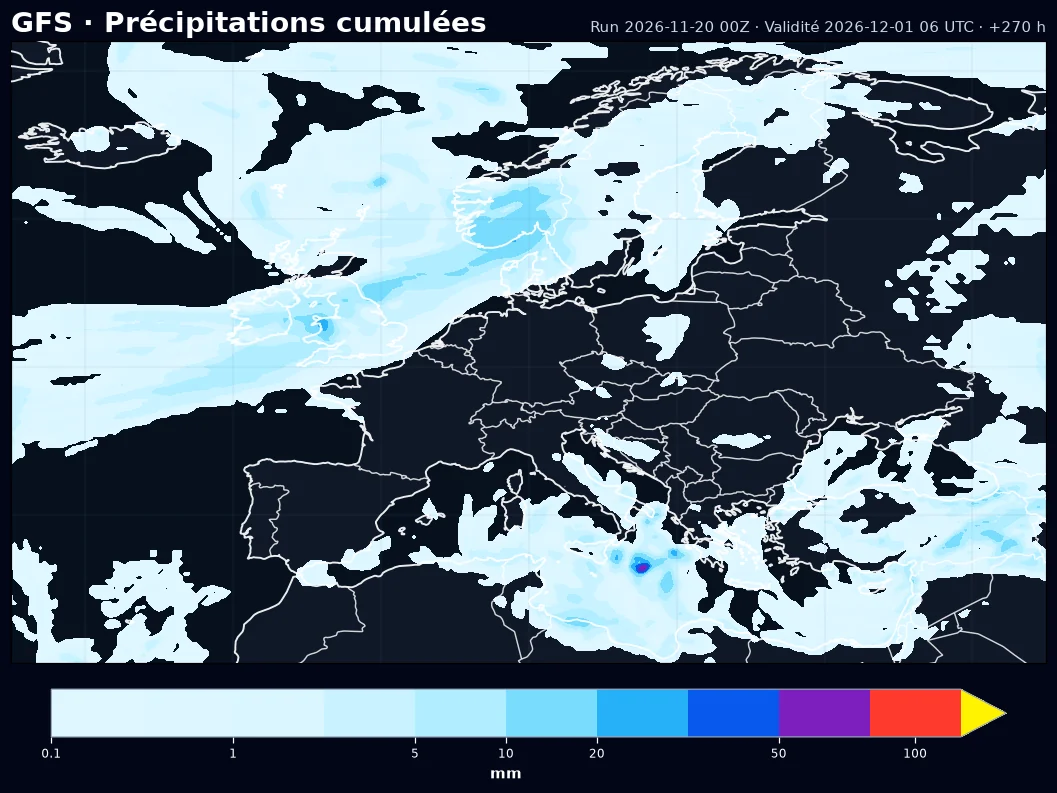 GFS · Précipitations cumulées
Run 2026-11-20 00Z · Validité 2026-12-01 06 UTC · +270 h
0.1 1 5 10 20 50 100
mm